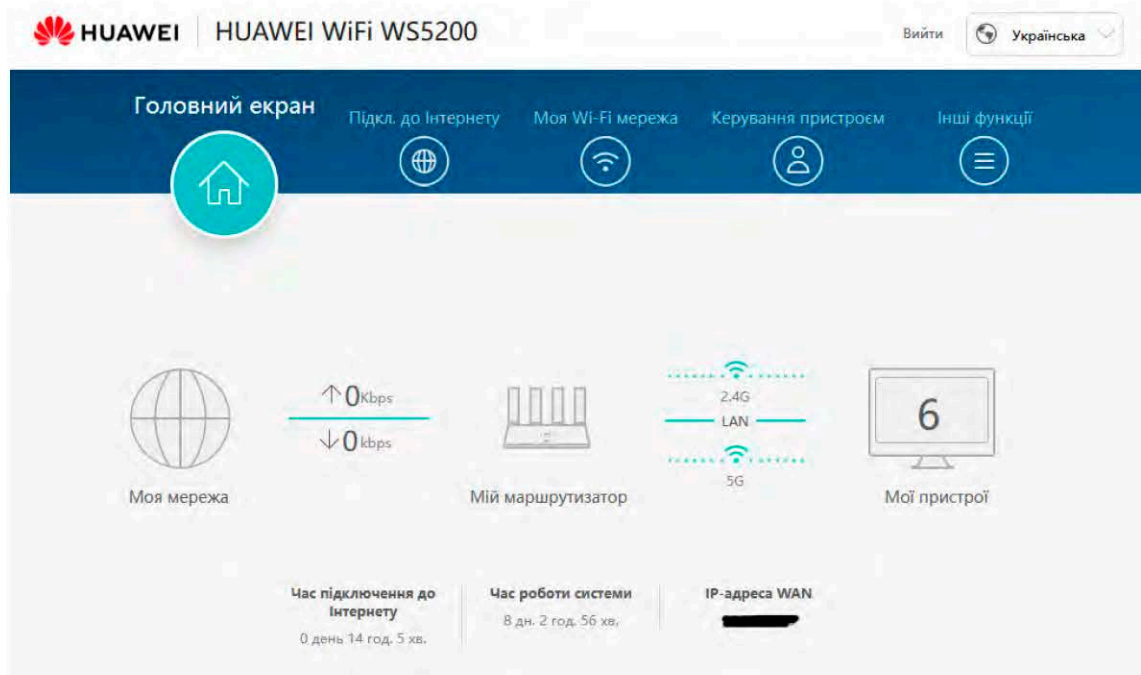 HUAWEI HUAWEI WiFi WS5200 Вийти Українська
Головний екран Підкл. до Інтернету Моя Wi-Fi мережа Керування пристроєм Інші функції
↑0Kbps
↓0kbps
2.4G
LAN
5G
6
Моя мережа Мій маршрутизатор Мої пристрої
Час підключення до
Інтернету
0 день 14 год. 5 хв.
Час роботи системи
8 дн. 2 год. 56 хв.
IP-адреса WAN